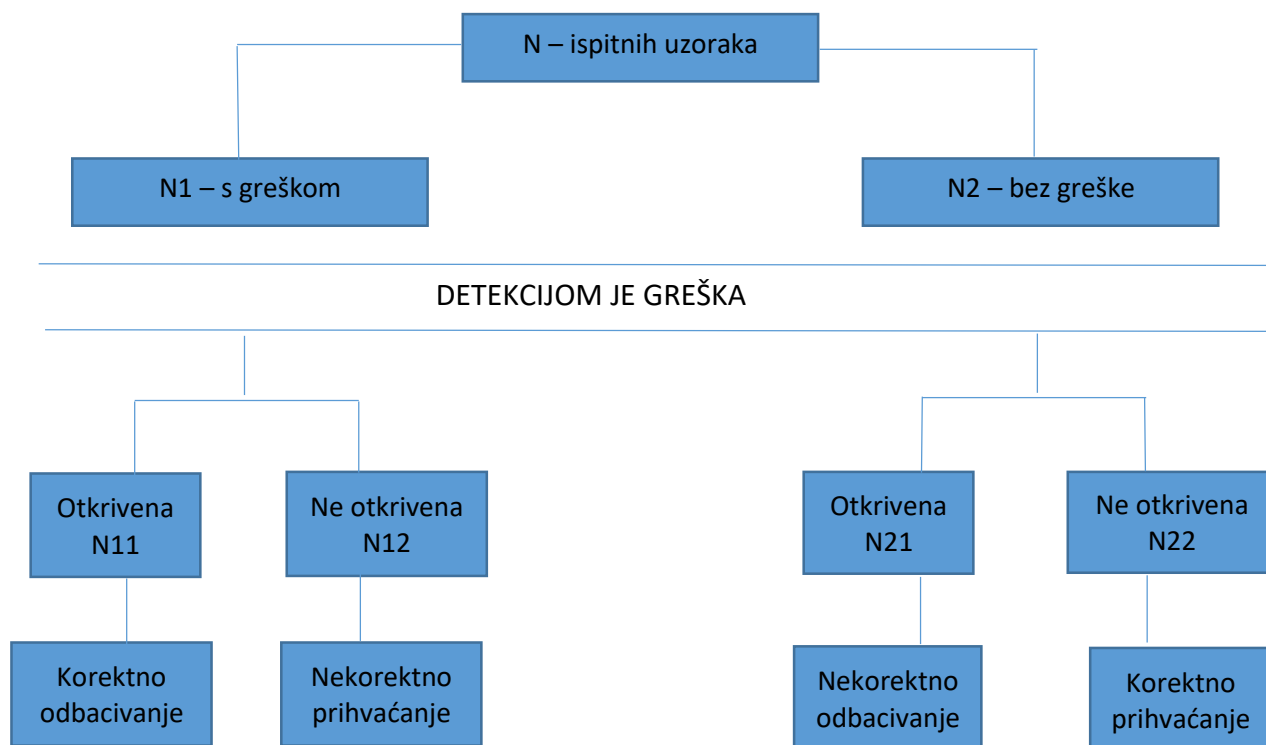 N – ispitnih uzoraka
N1 – s greškom
N2 – bez greške
DETEKCIJOM JE GREŠKA
Otkrivena
N11
Ne otkrivena
N12
Otkrivena
N21
Ne otkrivena
N22
Korektno
odbacivanje
Nekorektno
prihvaćanje
Nekorektno
odbacivanje
Korektno
prihvaćanje